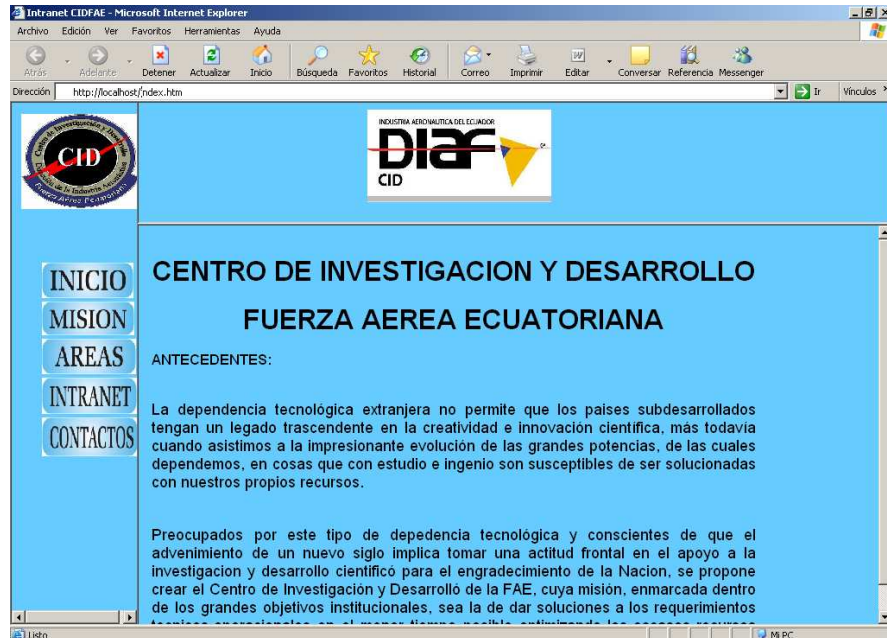 Intranet CIDFAE - Microsoft Internet Explorer
Archivo Edición Ver Favoritos Herramientas Ayuda
Atrás Adelante Detener Actualizar Inicio Búsqueda Favoritos Historial Correo Imprimir Editar Conversar Referencia Messenger
Dirección http://localhost/index.htm Ir Vínculos
CID
INDUSTRIA AERONAUTICA DEL ECUADOR
DIAF
CID
INICIO
MISION
AREAS
INTRANET
CONTACTOS
CENTRO DE INVESTIGACION Y DESARROLLO
FUERZA AEREA ECUATORIANA
ANTECEDENTES:
La dependencia tecnológica extranjera no permite que los paises subdesarrollados
tengan un legado trascendente en la creatividad e innovación científica, más todavía
cuando asistimos a la impresionante evolución de las grandes potencias, de las cuales
dependemos, en cosas que con estudio e ingenio son susceptibles de ser solucionadas
con nuestros propios recursos.
Preocupados por este tipo de depedencia tecnológica y conscientes de que el
advenimiento de un nuevo siglo implica tomar una actitud frontal en el apoyo a la
investigacion y desarrollo cientificó para el engradecimiento de la Nacion, se propone
crear el Centro de Investigación y Desarrolló de la FAE, cuya misión, enmarcada dentro
de los grandes objetivos institucionales, sea la de dar soluciones a los requerimientos
Listo Mi PC